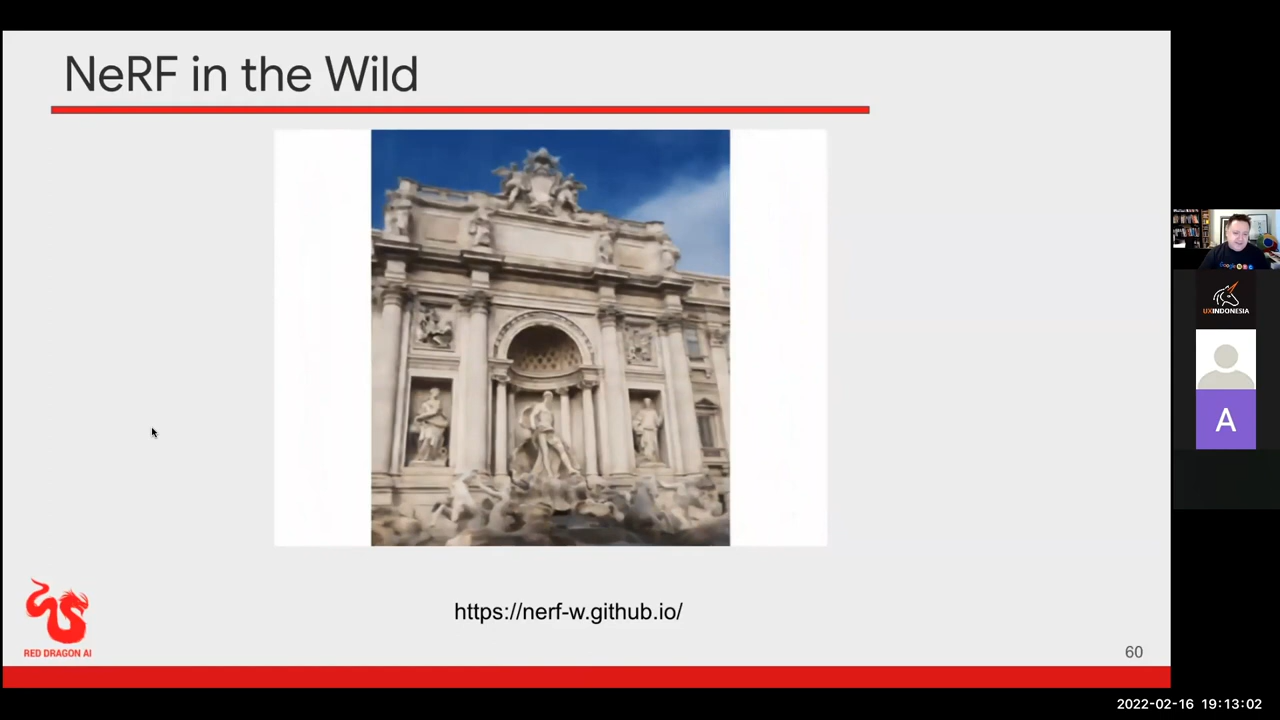 NeRF in the Wild
UXINDONESIA
A
https://nerf-w.github.io/
RED DRAGON AI
60
2022-02-16 19:13:02